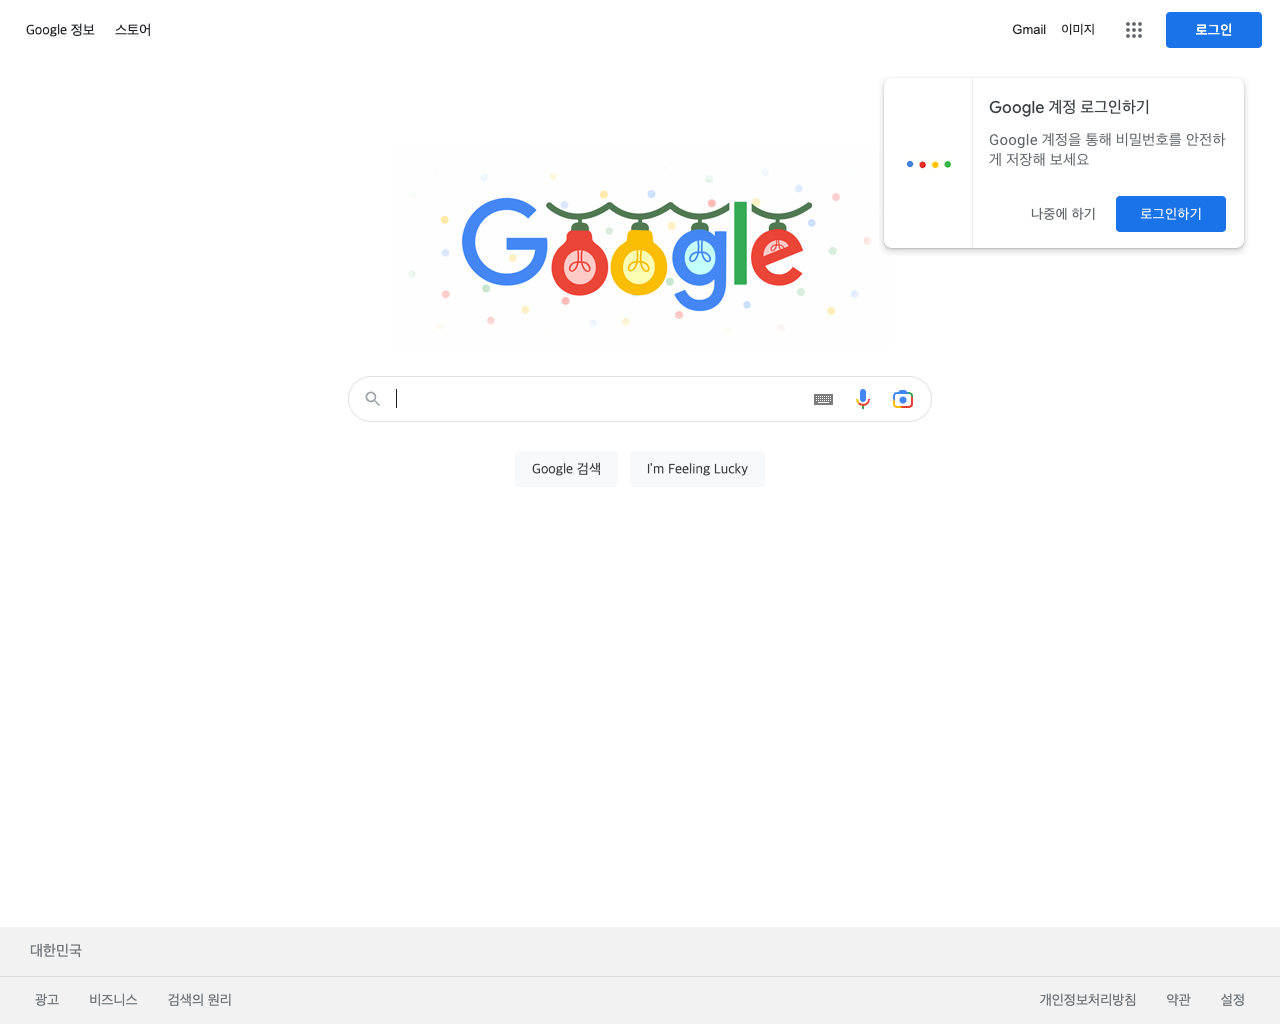 Google 정보 스토어
Gmail 이미지 로그인
Google 계정 로그인하기
Google 계정을 통해 비밀번호를 안전하
게 저장해 보세요
나중에 하기 로그인하기
Google
Google 검색 I'm Feeling Lucky
대한민국
광고 비즈니스 검색의 원리
개인정보처리방침 약관 설정